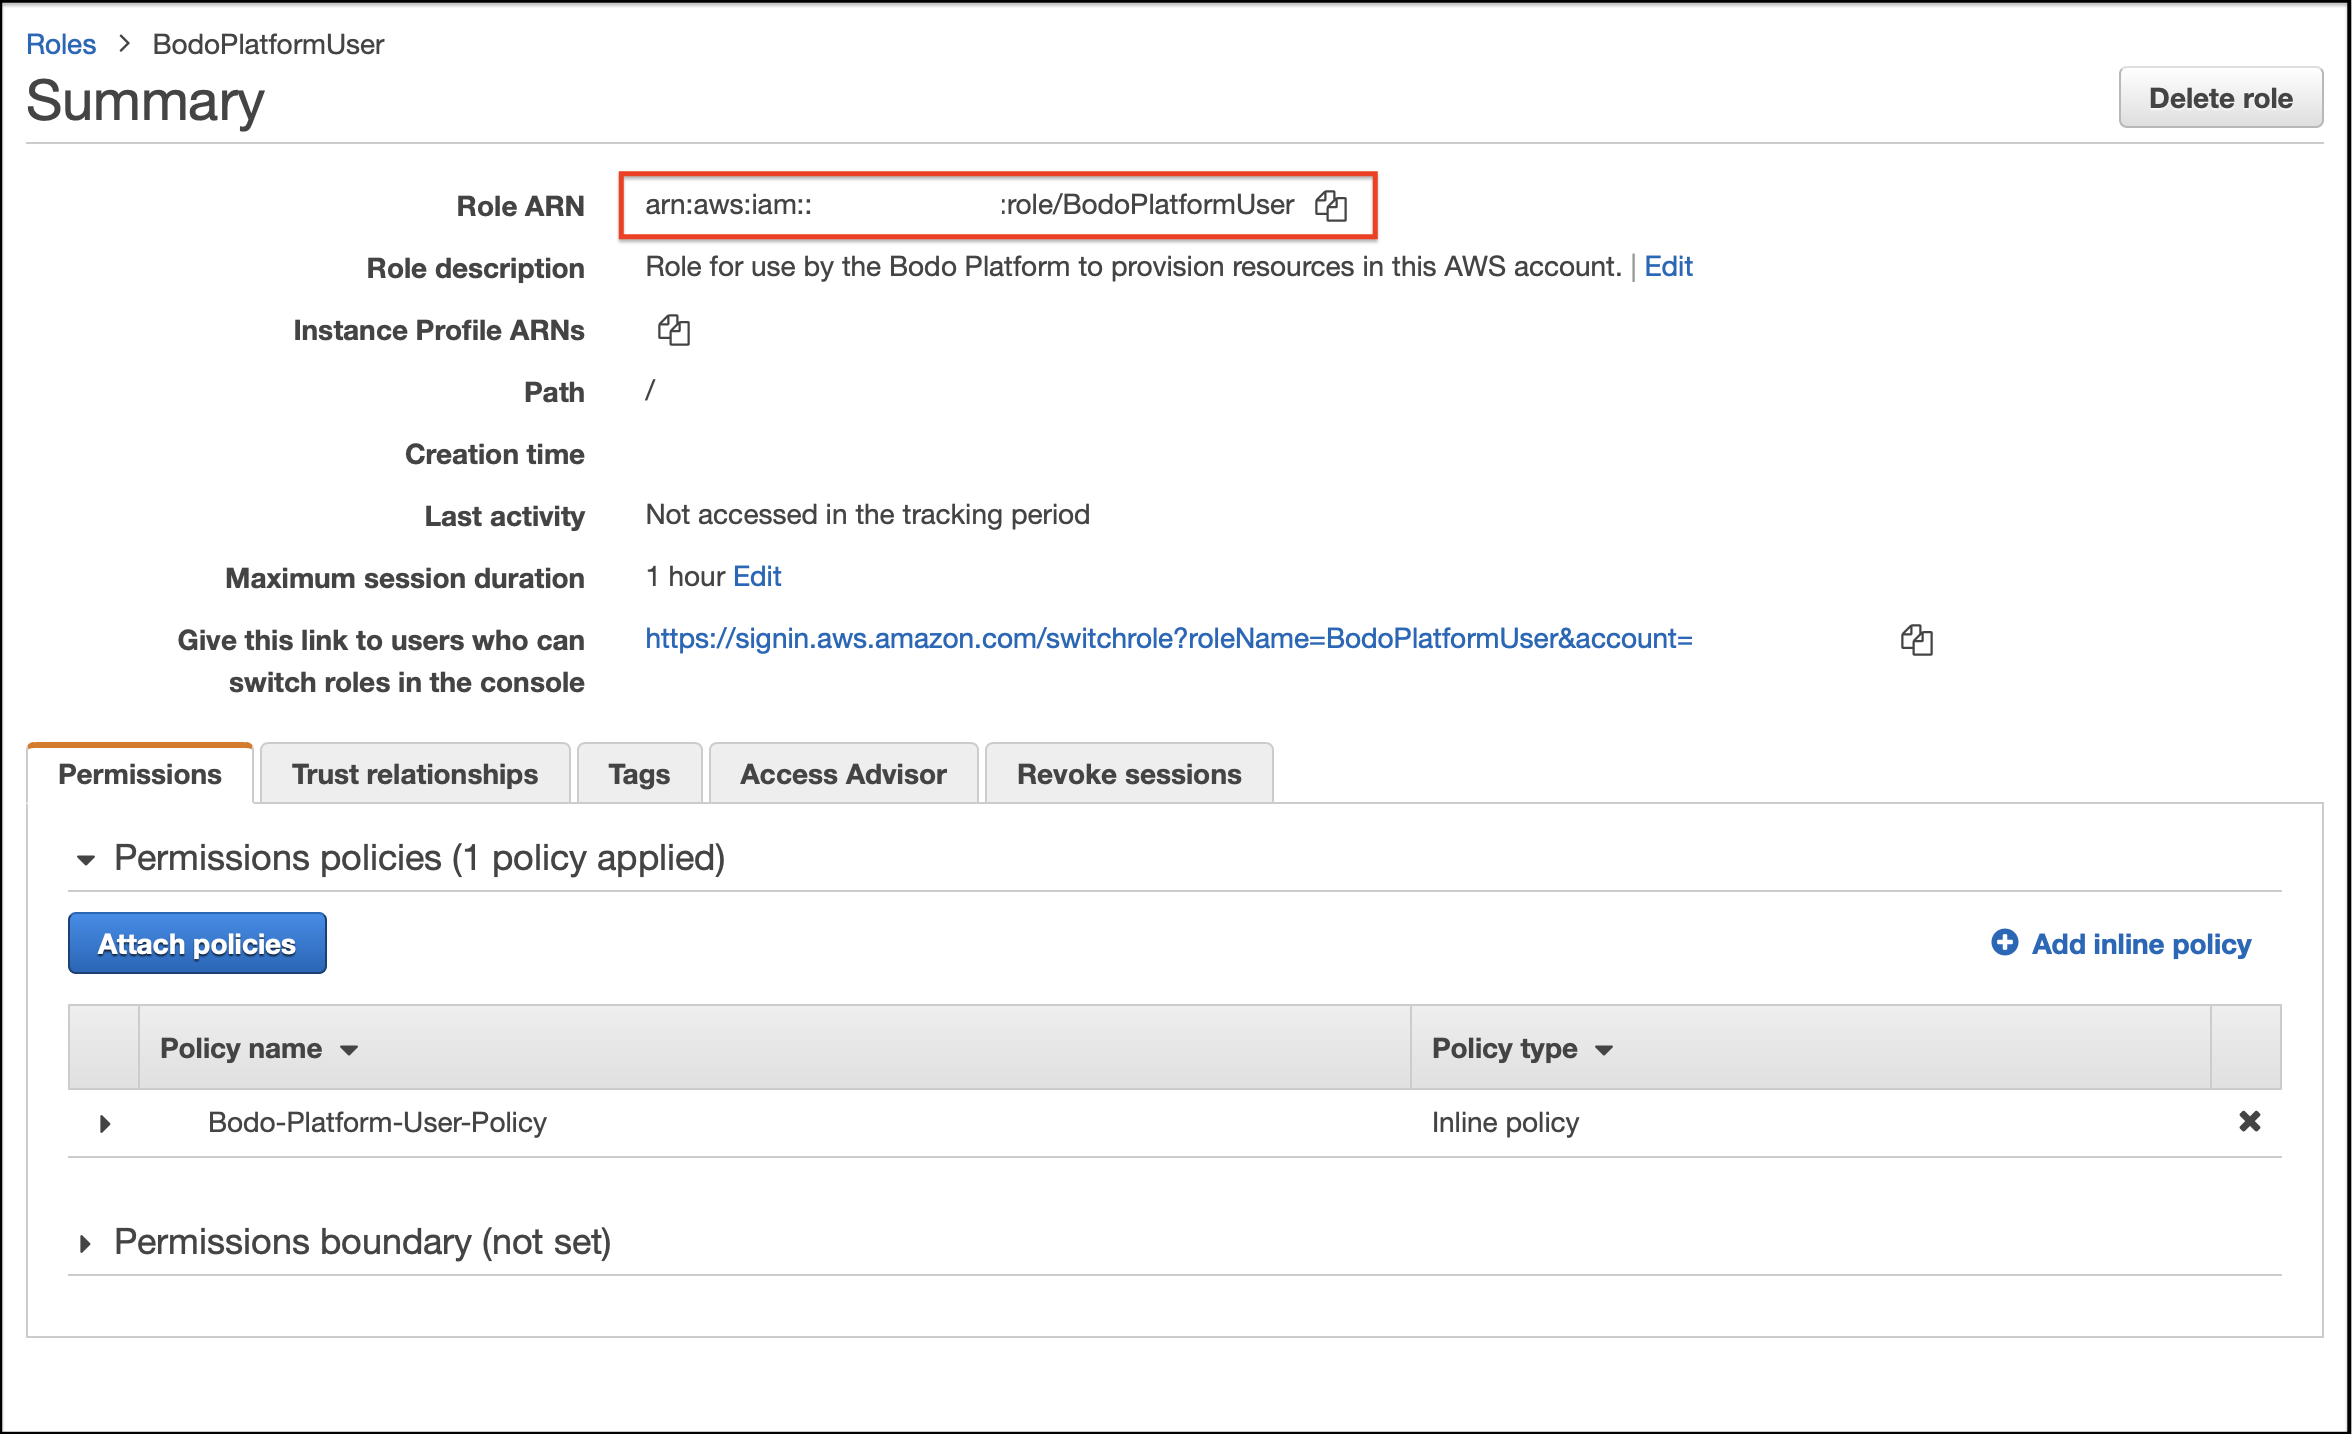 Roles > BodoPlatformUser
Summary
Delete role
Role ARN arn:aws:iam:: :role/BodoPlatformUser
Role description Role for use by the Bodo Platform to provision resources in this AWS account. | Edit
Instance Profile ARNs
Path /
Creation time
Last activity Not accessed in the tracking period
Maximum session duration 1 hour Edit
Give this link to users who can https://signin.aws.amazon.com/switchrole?roleName=BodoPlatformUser&account=
switch roles in the console
Permissions Trust relationships Tags Access Advisor Revoke sessions
Permissions policies (1 policy applied)
Attach policies Add inline policy
Policy name Policy type
Bodo-Platform-User-Policy Inline policy
Permissions boundary (not set)